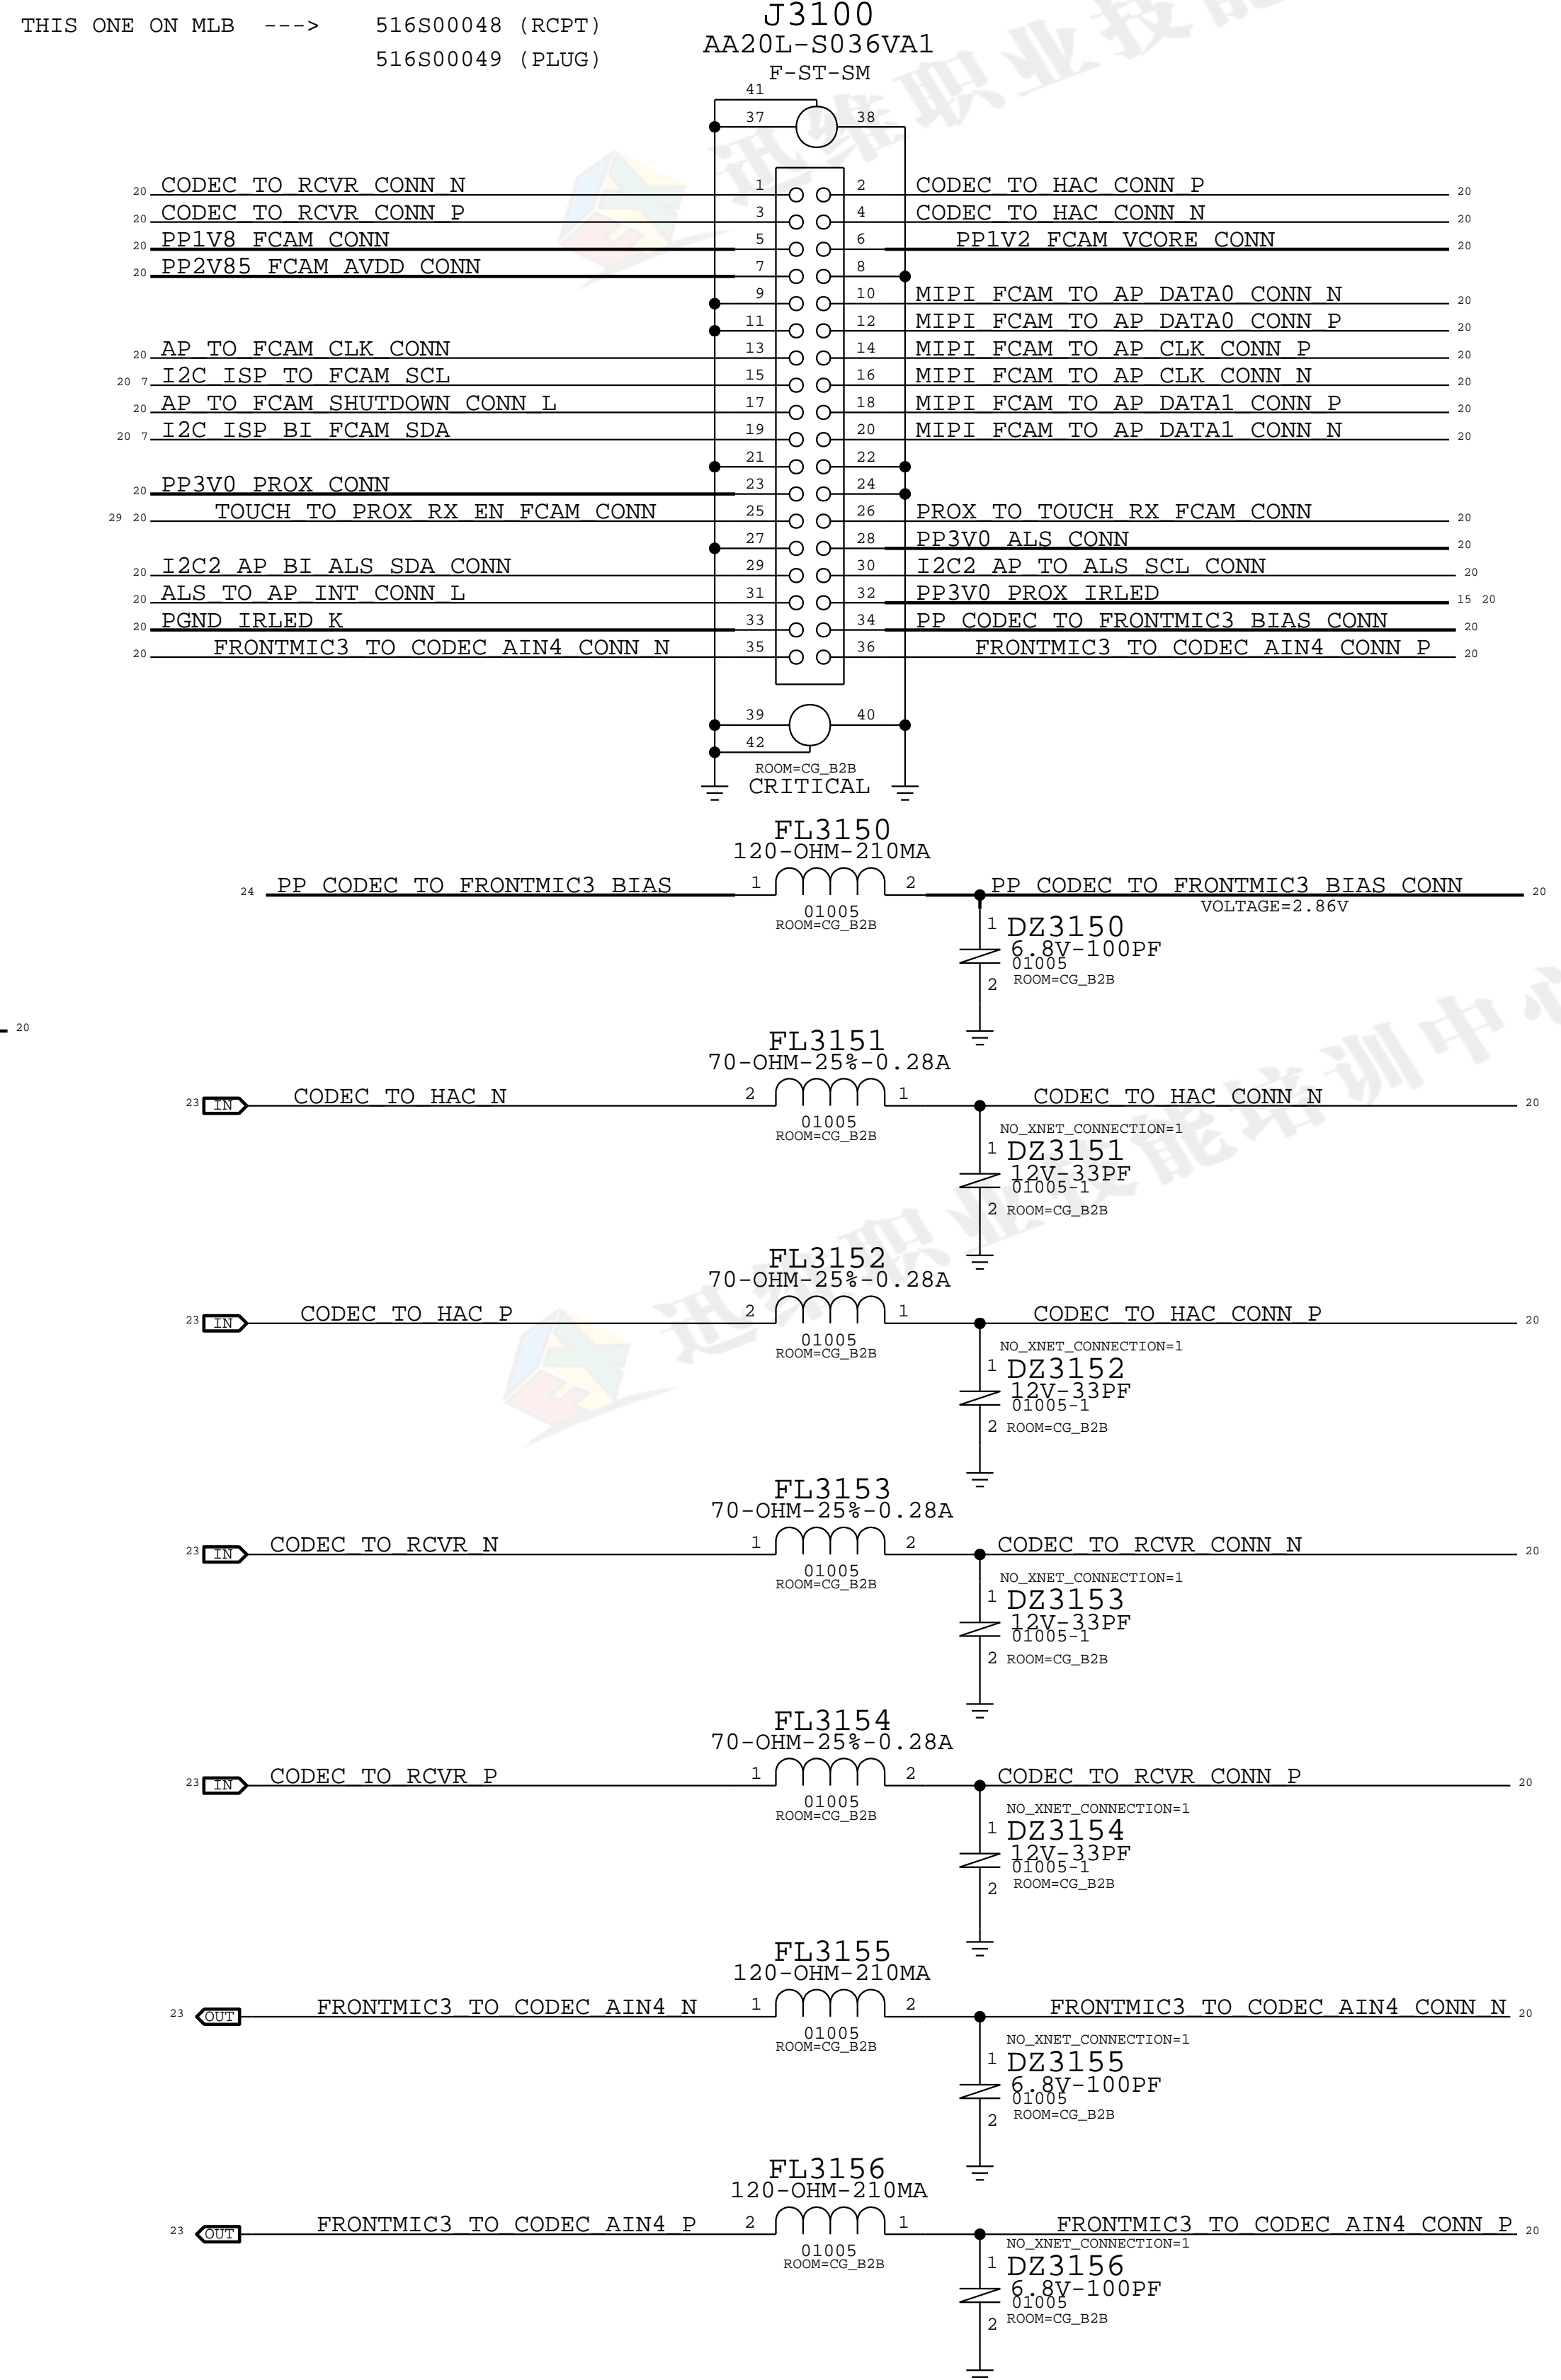 THIS ONE ON MLB ---> 516S00048 (RCPT)
516S00049 (PLUG)
J3100
AA20L-S036VA1
F-ST-SM
41
37 38
20 CODEC_TO_RCVR_CONN_N 1 2 CODEC_TO_HAC_CONN_P 20
20 CODEC_TO_RCVR_CONN_P 3 4 CODEC_TO_HAC_CONN_N 20
20 PP1V8_FCAM_CONN 5 6 PP1V2_FCAM_VCORE_CONN 20
20 PP2V85_FCAM_AVDD_CONN 7 8
9 10 MIPI_FCAM_TO_AP_DATA0_CONN_N 20
11 12 MIPI_FCAM_TO_AP_DATA0_CONN_P 20
20 AP_TO_FCAM_CLK_CONN 13 14 MIPI_FCAM_TO_AP_CLK_CONN_P 20
20 7 I2C_ISP_TO_FCAM_SCL 15 16 MIPI_FCAM_TO_AP_CLK_CONN_N 20
20 AP_TO_FCAM_SHUTDOWN_CONN_L 17 18 MIPI_FCAM_TO_AP_DATA1_CONN_P 20
20 7 I2C_ISP_BI_FCAM_SDA 19 20 MIPI_FCAM_TO_AP_DATA1_CONN_N 20
21 22
20 PP3V0_PROX_CONN 23 24
29 20 TOUCH_TO_PROX_RX_EN_FCAM_CONN 25 26 PROX_TO_TOUCH_RX_FCAM_CONN 20
27 28 PP3V0_ALS_CONN 20
20 I2C2_AP_BI_ALS_SDA_CONN 29 30 I2C2_AP_TO_ALS_SCL_CONN 20
20 ALS_TO_AP_INT_CONN_L 31 32 PP3V0_PROX_IRLED 15 20
20 PGND_IRLED_K 33 34 PP_CODEC_TO_FRONTMIC3_BIAS_CONN 20
20 FRONTMIC3_TO_CODEC_AIN4_CONN_N 35 36 FRONTMIC3_TO_CODEC_AIN4_CONN_P 20
39 40
42
ROOM=CG_B2B
CRITICAL
FL3150
120-OHM-210MA
24 PP_CODEC_TO_FRONTMIC3_BIAS 1 2 PP_CODEC_TO_FRONTMIC3_BIAS_CONN 20
VOLTAGE=2.86V
01005
ROOM=CG_B2B
1 DZ3150
6.8V-100PF
01005
2 ROOM=CG_B2B
20
FL3151
70-OHM-25%-0.28A
23 IN CODEC_TO_HAC_N 2 1 CODEC_TO_HAC_CONN_N 20
01005
ROOM=CG_B2B
NO_XNET_CONNECTION=1
1 DZ3151
12V-33PF
01005-1
2 ROOM=CG_B2B
FL3152
70-OHM-25%-0.28A
23 IN CODEC_TO_HAC_P 2 1 CODEC_TO_HAC_CONN_P 20
01005
ROOM=CG_B2B
NO_XNET_CONNECTION=1
1 DZ3152
12V-33PF
01005-1
2 ROOM=CG_B2B
FL3153
70-OHM-25%-0.28A
23 IN CODEC_TO_RCVR_N 1 2 CODEC_TO_RCVR_CONN_N 20
01005
ROOM=CG_B2B
NO_XNET_CONNECTION=1
1 DZ3153
12V-33PF
01005-1
2 ROOM=CG_B2B
FL3154
70-OHM-25%-0.28A
23 IN CODEC_TO_RCVR_P 1 2 CODEC_TO_RCVR_CONN_P 20
01005
ROOM=CG_B2B
NO_XNET_CONNECTION=1
1 DZ3154
12V-33PF
01005-1
2 ROOM=CG_B2B
FL3155
120-OHM-210MA
23 OUT FRONTMIC3_TO_CODEC_AIN4_N 1 2 FRONTMIC3_TO_CODEC_AIN4_CONN_N 20
01005
ROOM=CG_B2B
NO_XNET_CONNECTION=1
1 DZ3155
6.8V-100PF
01005
2 ROOM=CG_B2B
FL3156
120-OHM-210MA
23 OUT FRONTMIC3_TO_CODEC_AIN4_P 2 1 FRONTMIC3_TO_CODEC_AIN4_CONN_P 20
01005
ROOM=CG_B2B
NO_XNET_CONNECTION=1
1 DZ3156
6.8V-100PF
01005
2 ROOM=CG_B2B
迅维职业技能
迅维职业技能培训中心